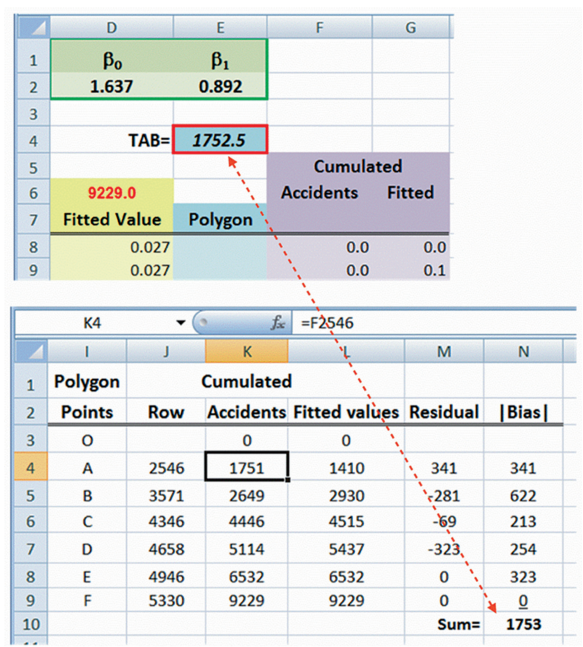 D E F G
1 β0 β1
2 1.637 0.892
3
4 TAB= 1752.5
5 Cumulated
6 9229.0 Accidents Fitted
7 Fitted Value Polygon
8 0.027 0.0 0.0
9 0.027 0.0 0.1
K4 fx =F2546
I J K L M N
1 Polygon Cumulated
2 Points Row Accidents Fitted values Residual |Bias|
3 O 0 0
4 A 2546 1751 1410 341 341
5 B 3571 2649 2930 -281 622
6 C 4346 4446 4515 -69 213
7 D 4658 5114 5437 -323 254
8 E 4946 6532 6532 0 323
9 F 5330 9229 9229 0 0
10 Sum= 1753